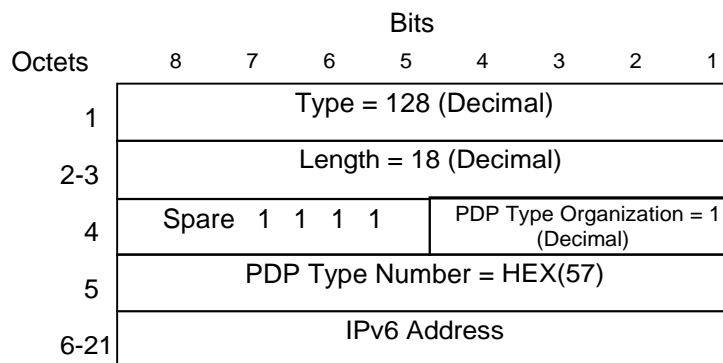 Bits
Octets 8 7 6 5 4 3 2 1
1 Type = 128 (Decimal)
2-3 Length = 18 (Decimal)
4 Spare 1 1 1 1 PDP Type Organization = 1
(Decimal)
5 PDP Type Number = HEX(57)
6-21 IPv6 Address